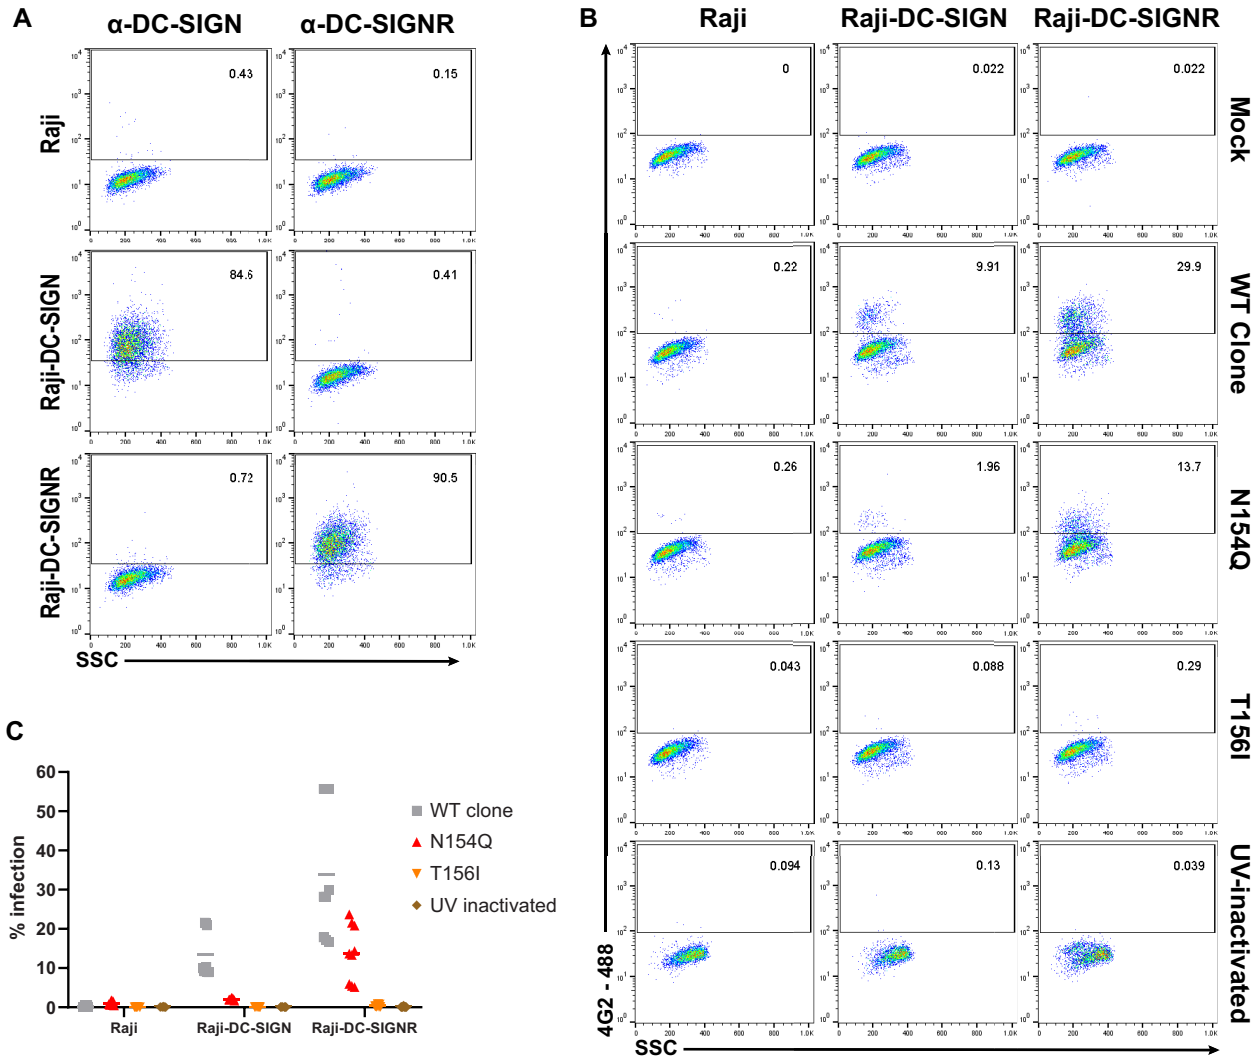 A
α-DC-SIGN
α-DC-SIGNR
Raji
0.43
0.15
Raji-DC-SIGN
84.6
0.41
Raji-DC-SIGNR
0.72
90.5
SSC
B
Raji
Raji-DC-SIGN
Raji-DC-SIGNR
0
0.022
0.022
Mock
0.22
9.91
29.9
WT Clone
0.26
1.96
13.7
N154Q
0.043
0.088
0.29
T156I
0.094
0.13
0.039
UV-inactivated
4G2 - 488
SSC
C
% infection
60
50
40
30
20
10
0
Raji
Raji-DC-SIGN
Raji-DC-SIGNR
WT clone
N154Q
T156I
UV inactivated